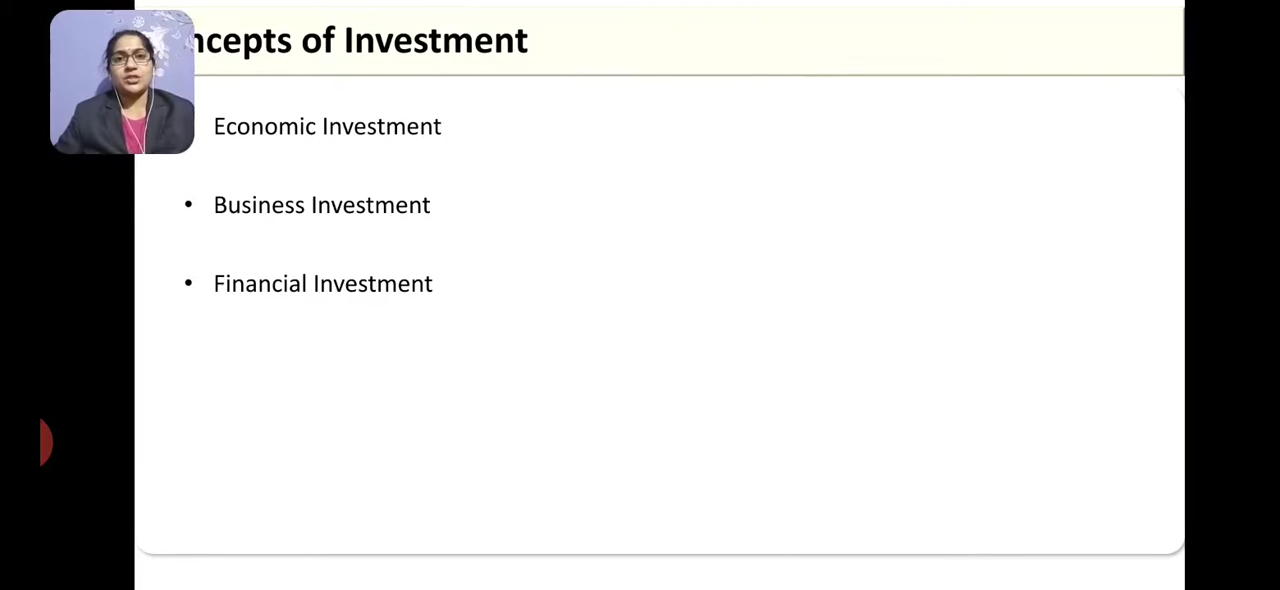 ncepts of Investment
Economic Investment
• Business Investment
• Financial Investment